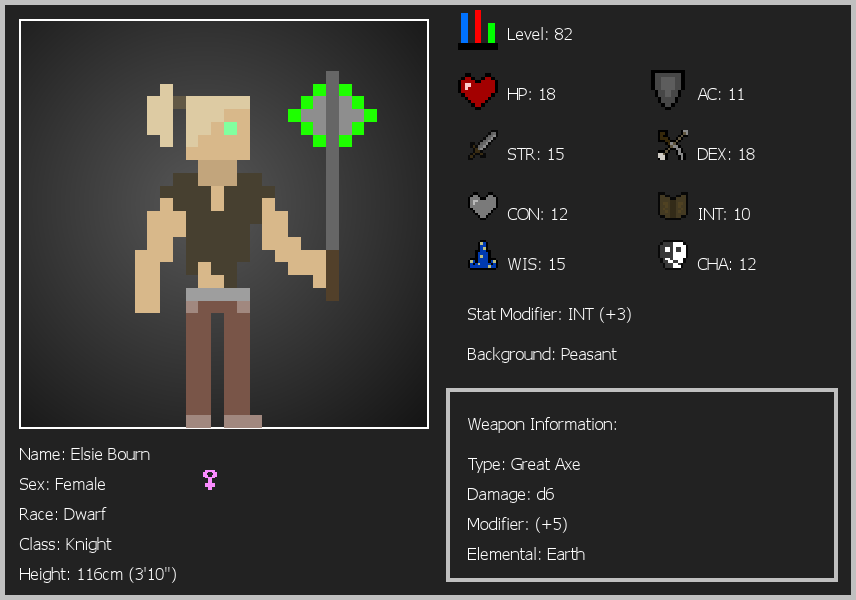 Level: 82
HP: 18
AC: 11
STR: 15
DEX: 18
CON: 12
INT: 10
WIS: 15
CHA: 12
Stat Modifier: INT (+3)
Background: Peasant
Weapon Information:
Type: Great Axe
Damage: d6
Modifier: (+5)
Elemental: Earth
Name: Elsie Bourn
Sex: Female
Race: Dwarf
Class: Knight
Height: 116cm (3'10")